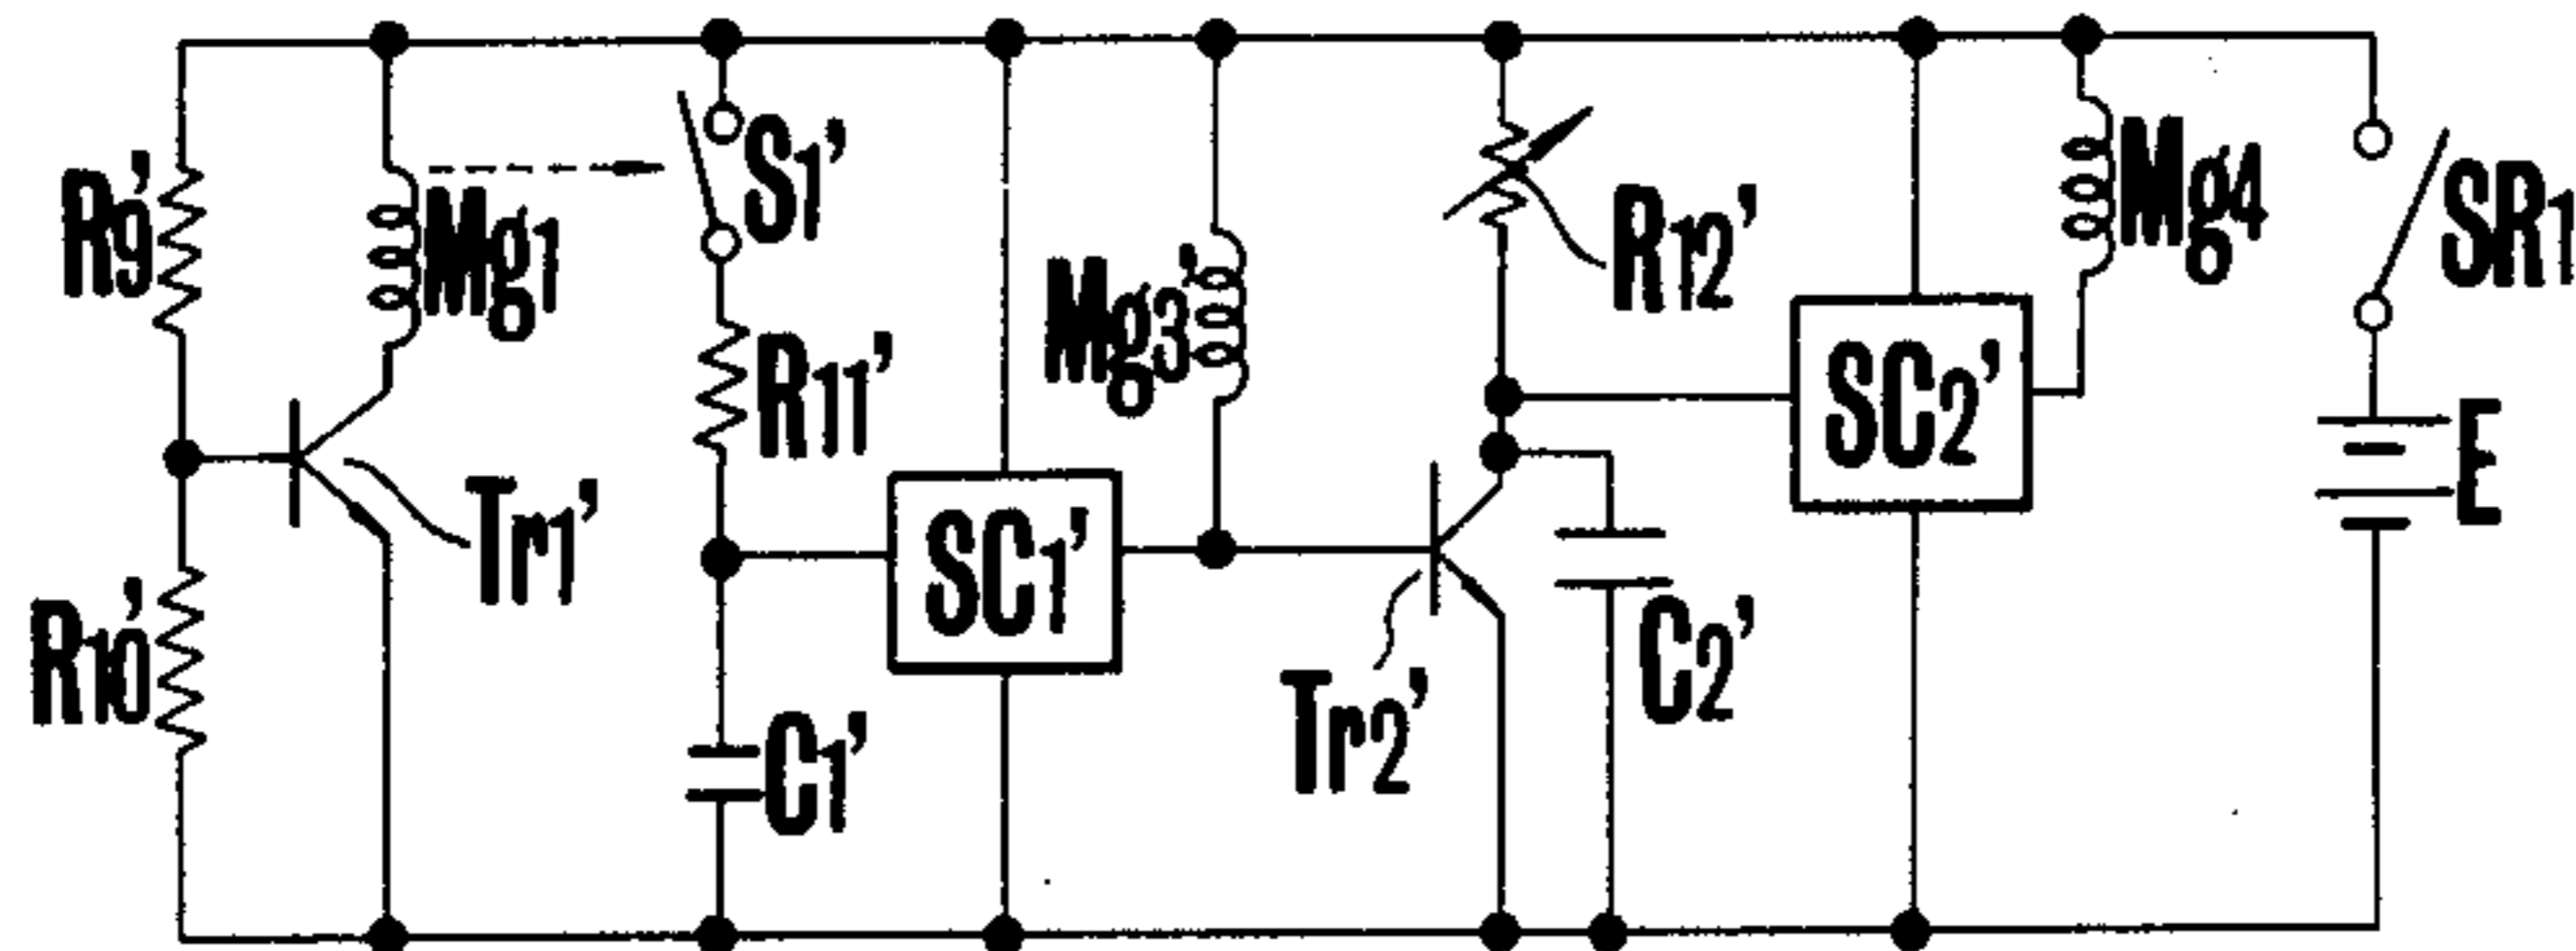 R9'
Mg1
S1'
R11'
Tr1'
R10'
C1'
SC1'
Mg3'
R12'
Tr2'
C2'
SC2'
Mg4
SR1
E